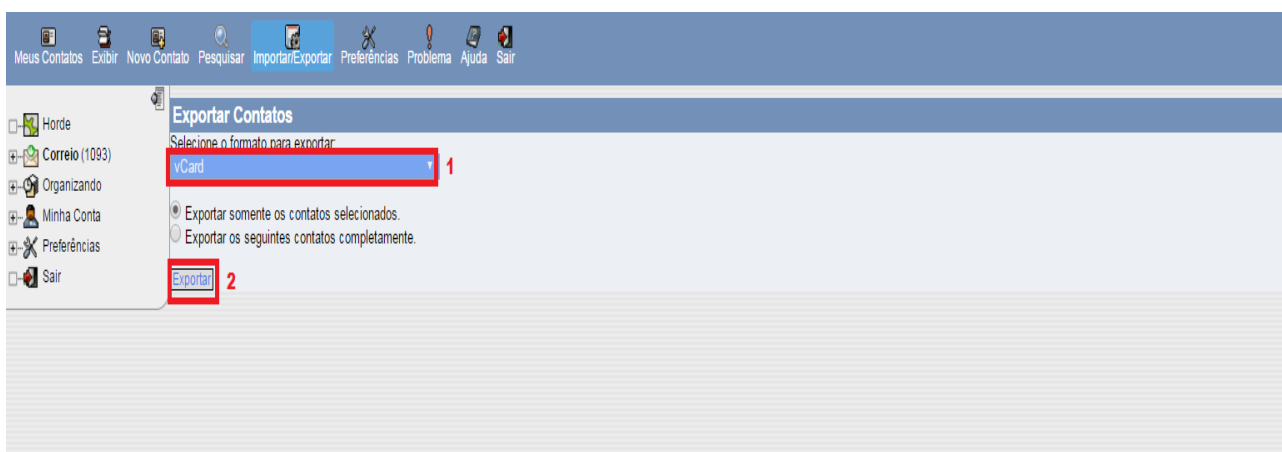 Meus Contatos Exibir Novo Contato Pesquisar Importar/Exportar Preferências Problema Ajuda Sair
Horde
Correio (1093)
Organizando
Minha Conta
Preferências
Sair
Exportar Contatos
Selecione o formato para exportar:
vCard 1
Exportar somente os contatos selecionados.
Exportar os seguintes contatos completamente.
Exportar 2